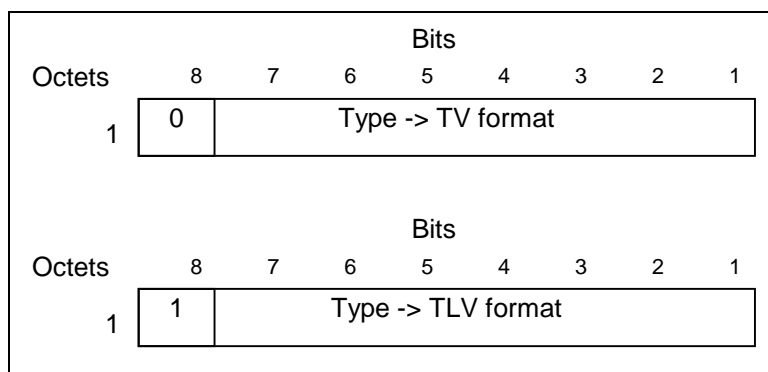 Bits
Octets 8 7 6 5 4 3 2 1
1 0 Type -> TV format
Bits
Octets 8 7 6 5 4 3 2 1
1 1 Type -> TLV format